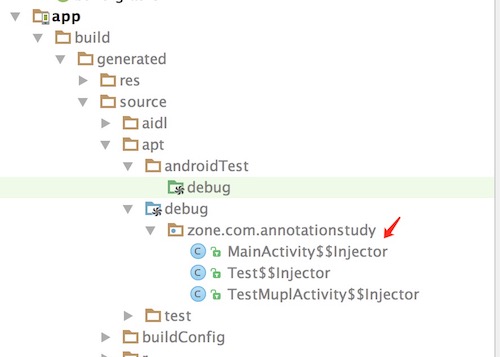 app
build
generated
res
source
aidl
apt
androidTest
debug
debug
zone.com.annotationstudy
MainActivity$$Injector
Test$$Injector
TestMuplActivity$$Injector
test
buildConfig